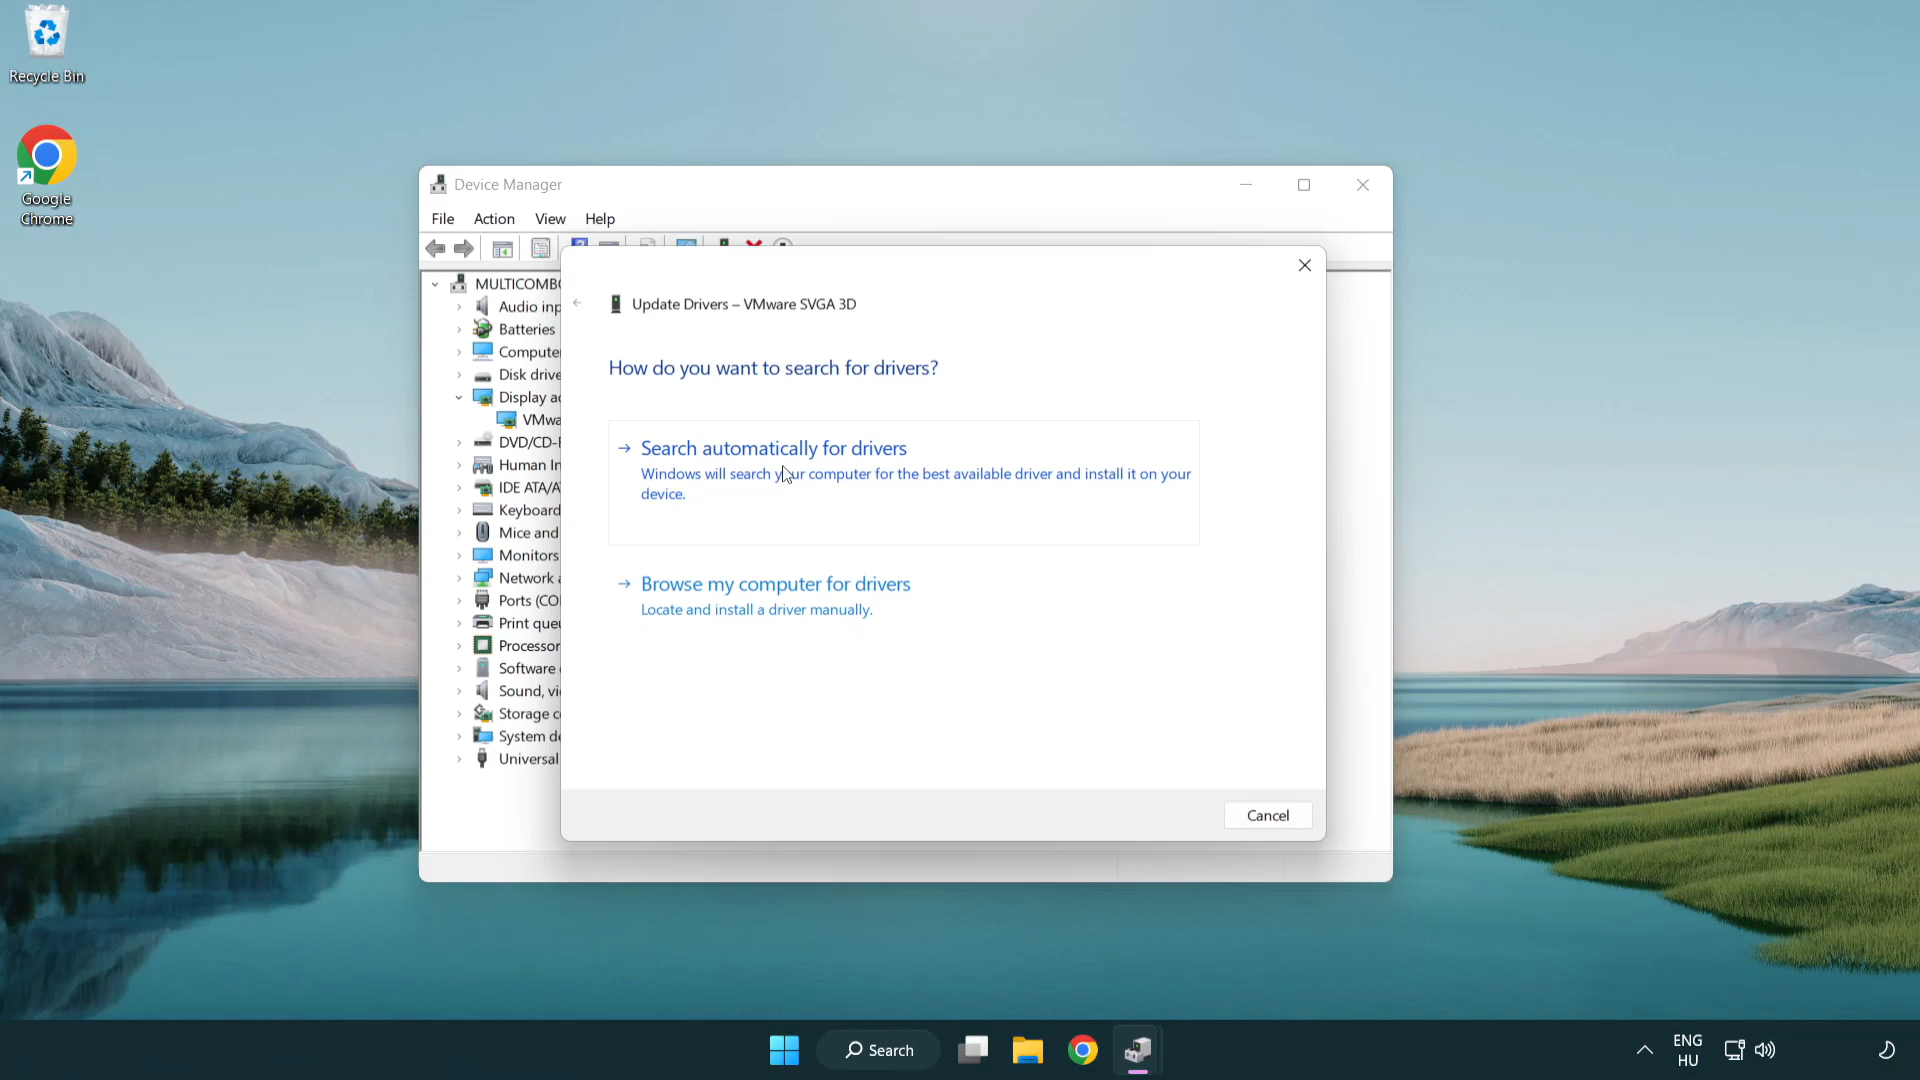 Recycle Bin
Google
Chrome
Device Manager
File Action View Help
MULTICOMBO
Audio inp
Batteries
Compute
Disk drive
Display a
VMwa
DVD/CD-
Human In
IDE ATA/A
Keyboard
Mice and
Monitors
Network
Ports (CO
Print que
Processor
Software
Sound, vi
Storage c
System de
Universal
Update Drivers – VMware SVGA 3D
How do you want to search for drivers?
Search automatically for drivers
Windows will search your computer for the best available driver and install it on your
device.
Browse my computer for drivers
Locate and install a driver manually.
Cancel
Search
ENG
HU